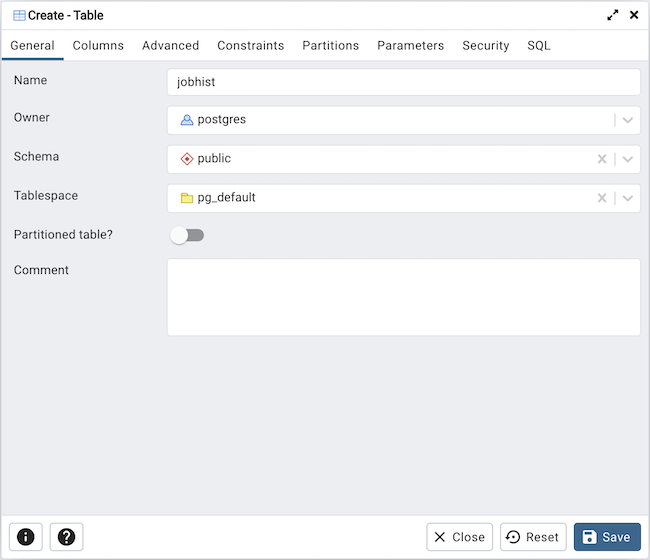 Create - Table
General Columns Advanced Constraints Partitions Parameters Security SQL
Name jobhist
Owner postgres
Schema public
Tablespace pg_default
Partitioned table?
Comment
Close Reset Save